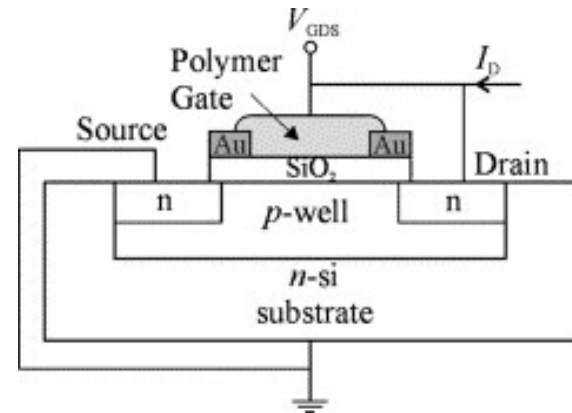 V_GDS
I_D
Polymer
Gate
Source
Au
Au
SiO₂
Drain
n
p-well
n
n-si
substrate